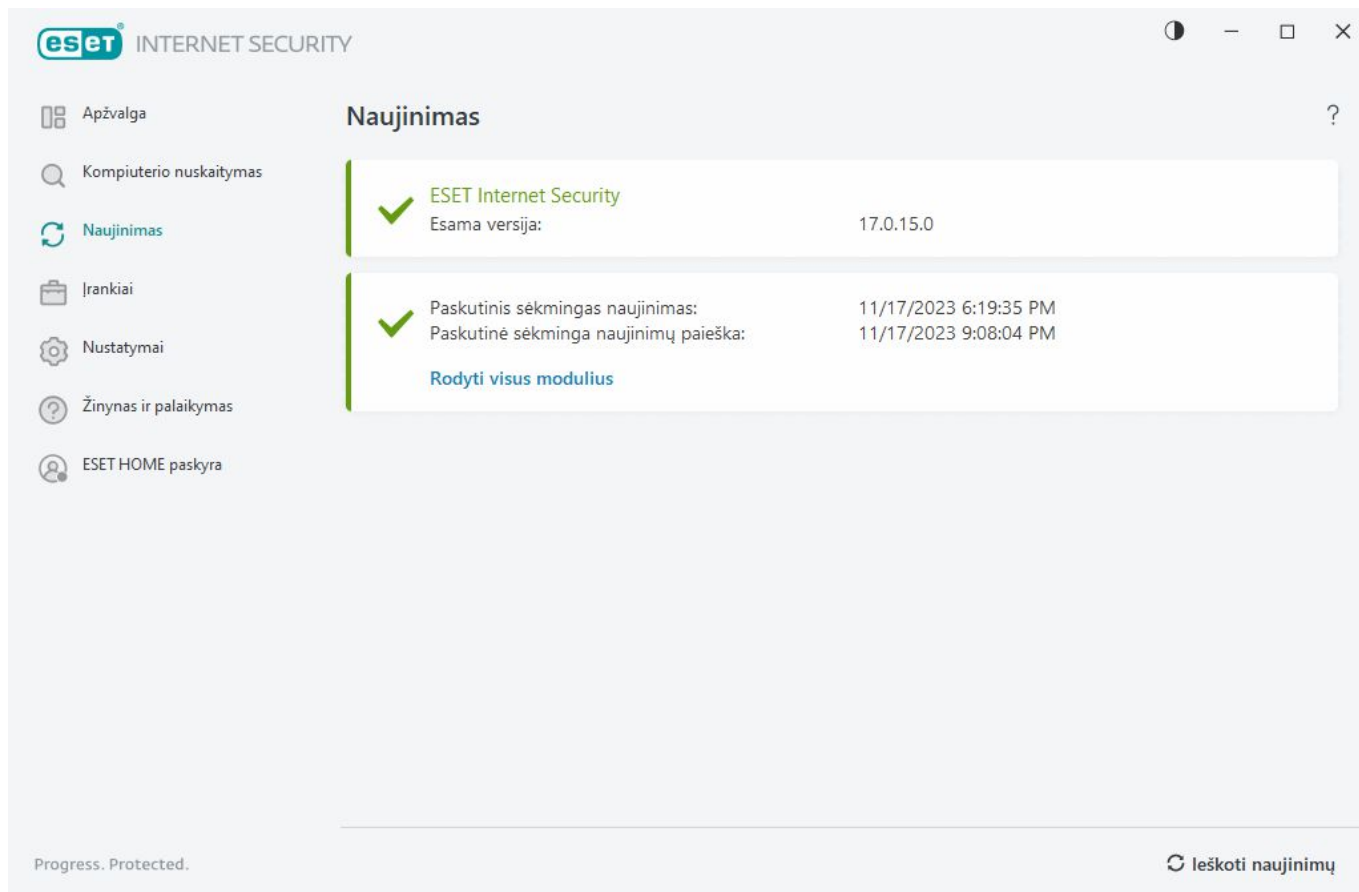 eset® INTERNET SECURITY
Apžvalga
Kompiuterio nuskaitymas
Naujinimas
Įrankiai
Nustatymai
Žinynas ir palaikymas
ESET HOME paskyra
Naujinimas
?
ESET Internet Security
Esama versija: 17.0.15.0
Paskutinis sėkmingas naujinimas: 11/17/2023 6:19:35 PM
Paskutinė sėkminga naujinimų paieška: 11/17/2023 9:08:04 PM
Rodyti visus modulius
Progress. Protected.
Ieškoti naujinimų